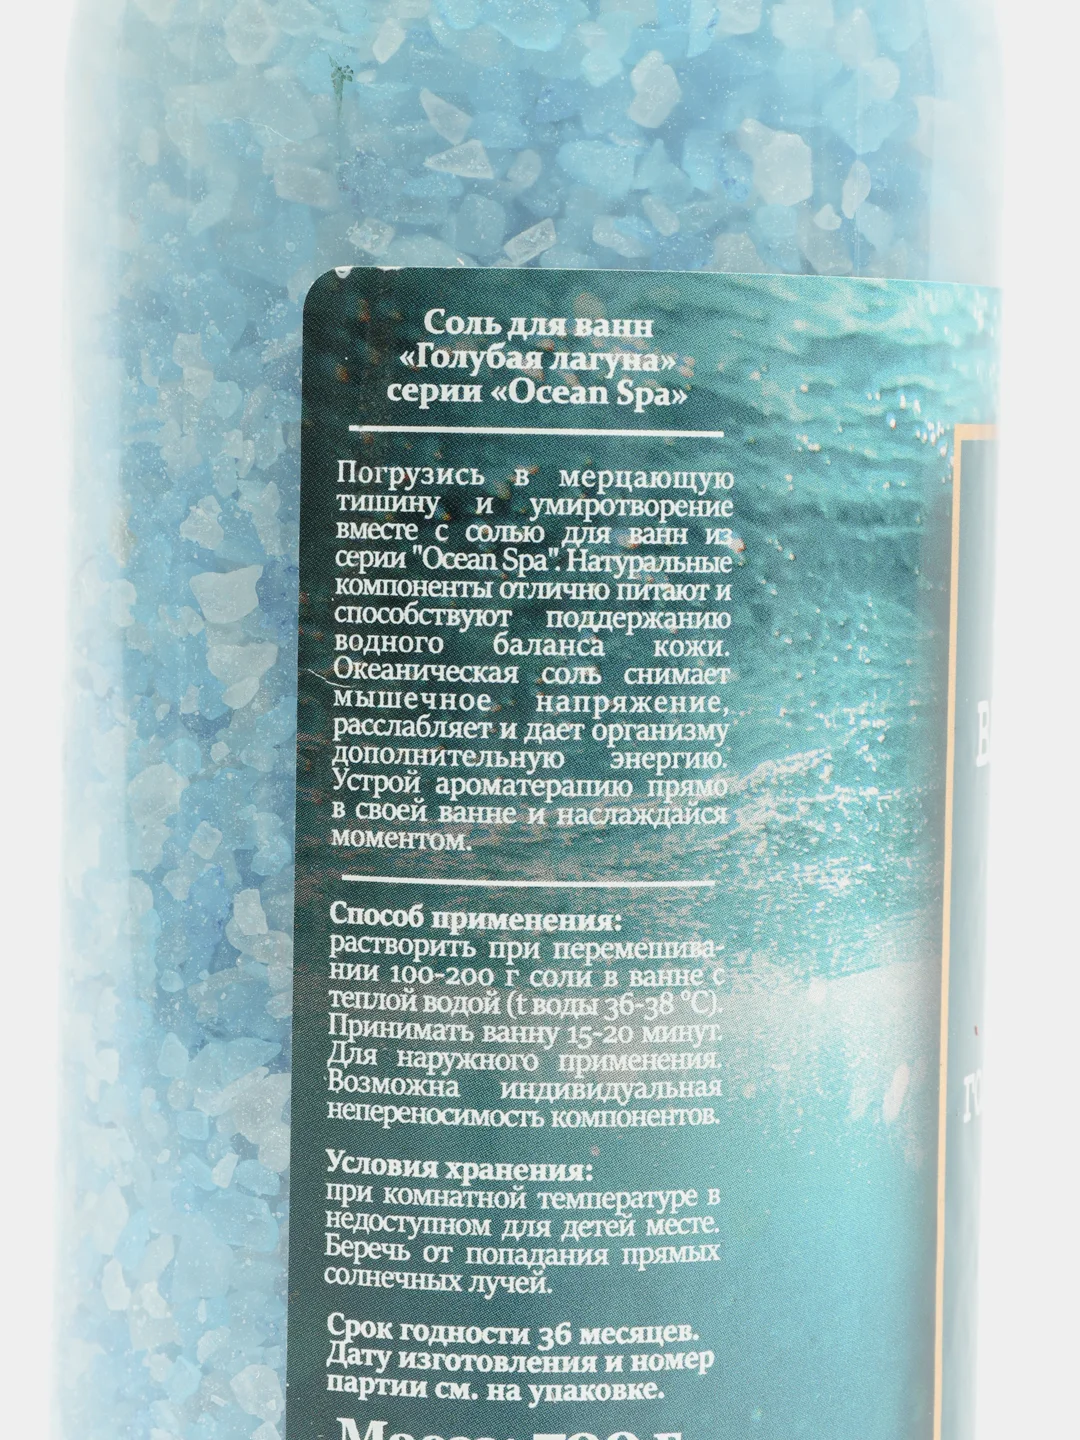 Соль для ванн
«Голубая лагуна»
серии «Ocean Spa»
Погрузись в мерцающую
тишину и умиротворение
вместе с солью для ванн из
серии "Ocean Spa". Натуральные
компоненты отлично питают и
способствуют поддержанию
водного баланса кожи.
Океаническая соль снимает
мышечное напряжение,
расслабляет и дает организму
дополнительную энергию.
Устрой ароматерапию прямо
в своей ванне и наслаждайся
моментом.
Способ применения:
растворить при перемешива-
нии 100-200 г соли в ванне с
теплой водой (t воды 36-38 °C).
Принимать ванну 15-20 минут.
Для наружного применения.
Возможна индивидуальная
непереносимость компонентов.
Условия хранения:
при комнатной температуре в
недоступном для детей месте.
Беречь от попадания прямых
солнечных лучей.
Срок годности 36 месяцев.
Дату изготовления и номер
партии см. на упаковке.